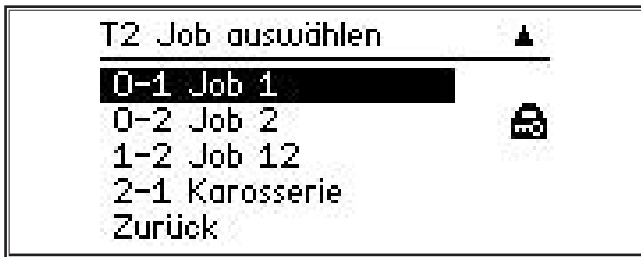 T2 Job auswählen
0-1 Job 1
0-2 Job 2
1-2 Job 12
2-1 Karosserie
Zurück